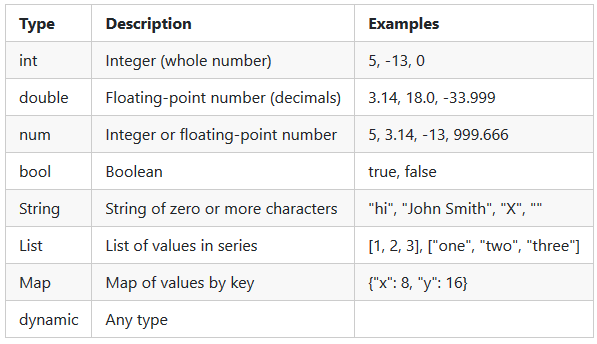 Type Description Examples
int Integer (whole number) 5, -13, 0
double Floating-point number (decimals) 3.14, 18.0, -33.999
num Integer or floating-point number 5, 3.14, -13, 999.666
bool Boolean true, false
String String of zero or more characters "hi", "John Smith", "X", ""
List List of values in series [1, 2, 3], ["one", "two", "three"]
Map Map of values by key {"x": 8, "y": 16}
dynamic Any type